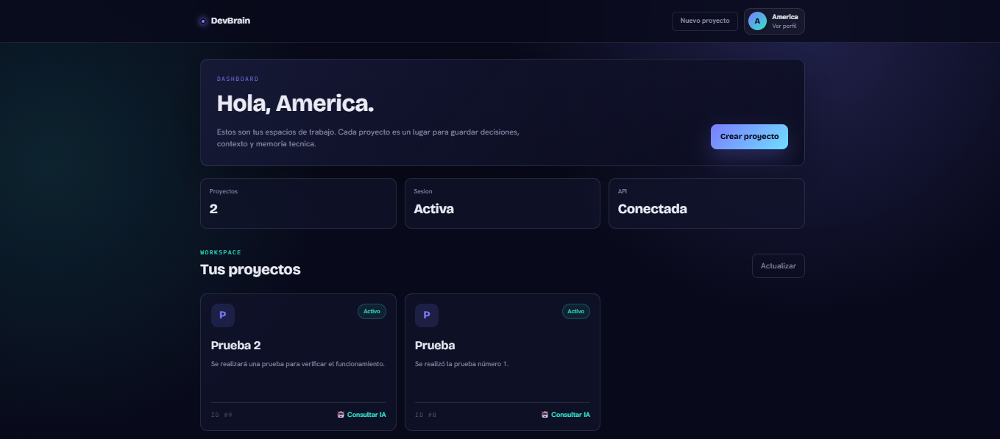 DevBrain
Nuevo proyecto
A
America
Ver perfil
DASHBOARD
Hola, America.
Estos son tus espacios de trabajo. Cada proyecto es un lugar para guardar decisiones,
contexto y memoria tecnica.
Crear proyecto
Proyectos
2
Sesion
Activa
API
Conectada
WORKSPACE
Tus proyectos
Actualizar
P
Activo
Prueba 2
Se realizará una prueba para verificar el funcionamiento.
ID #9
Consultar IA
P
Activo
Prueba
Se realizó la prueba número 1.
ID #8
Consultar IA